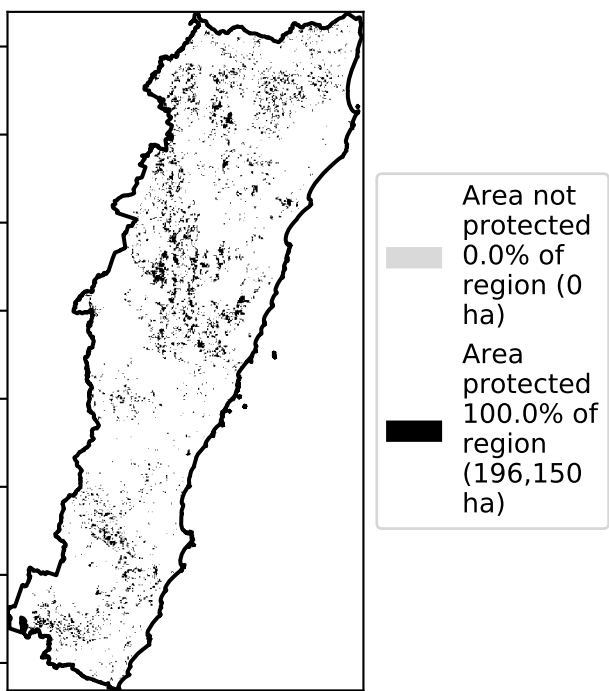 Area not
protected
0.0% of
region (0
ha)
Area
protected
100.0% of
region
(196,150
ha)